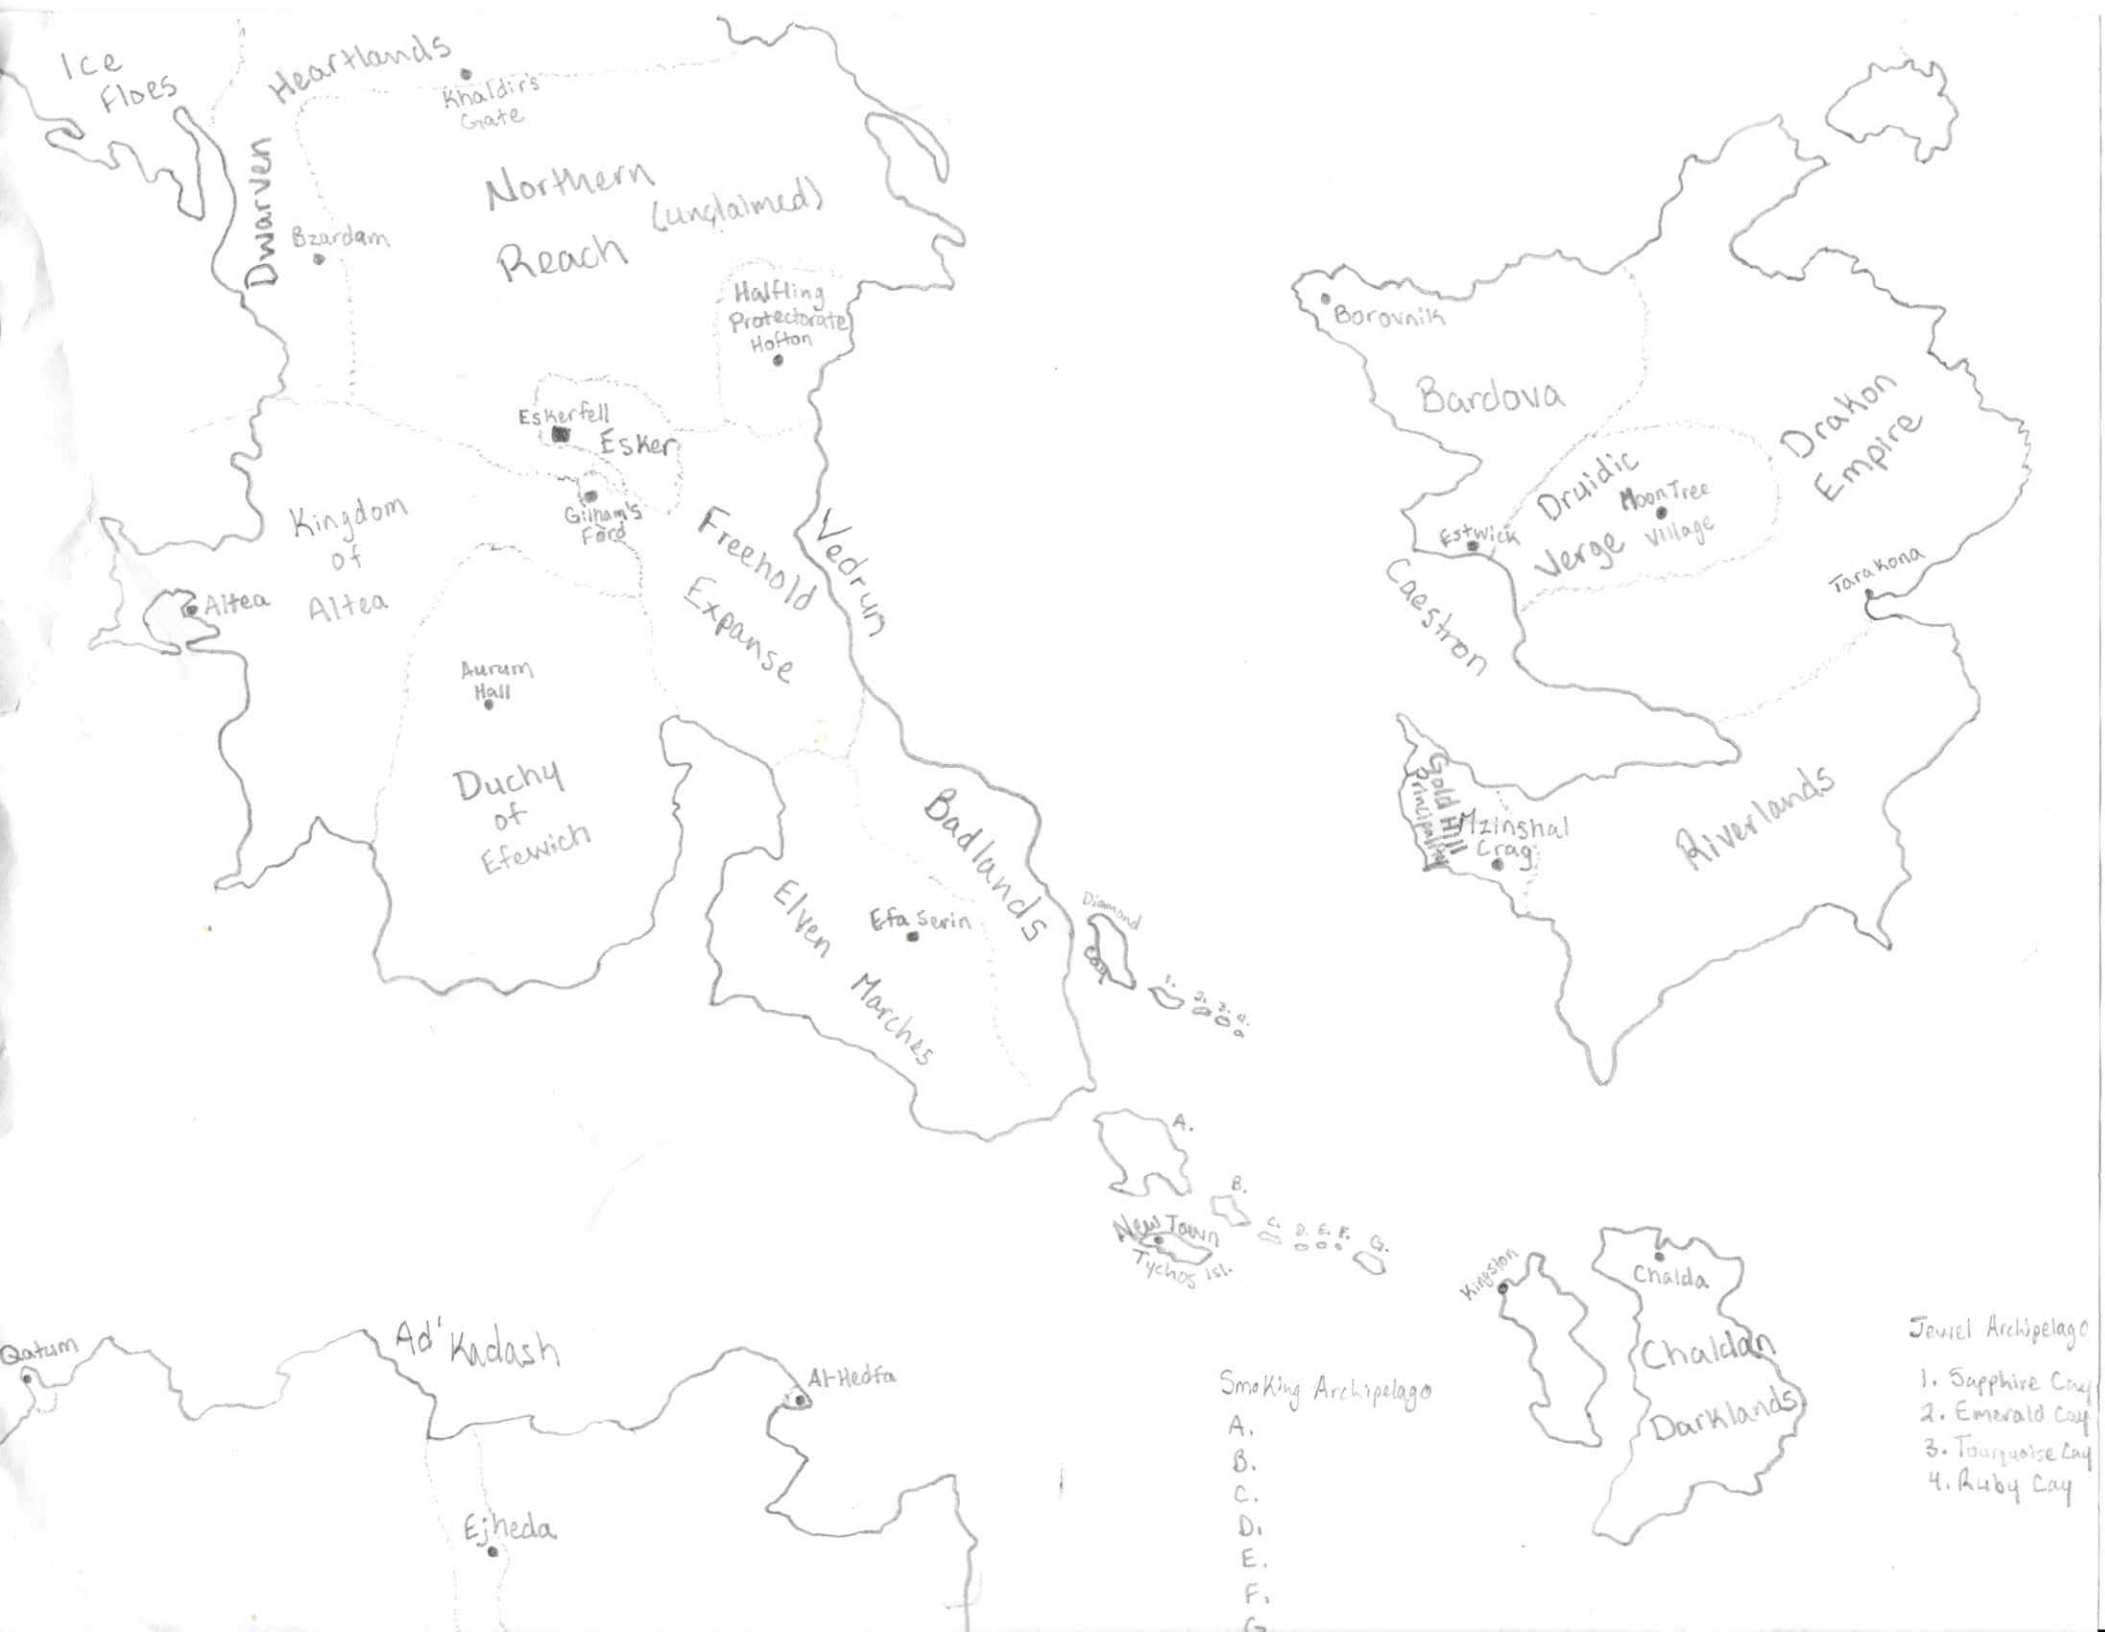 Ice
Floes
Dwarven
Heartlands
Khaldir's
Gate
Northern
(unclaimed)
Reach
Bzardam
Halfling
Protectorate
Hofton
Eskerfell
Esker
Gilham's
Ford
Kingdom
of
Altea
Altea
Freehold
Expanse
Vedrun
Aurum
Hall
Duchy
of
Efewich
Badlands
Elven
Marches
Efa Serin
Diamond
Cay
1.
2.
3.
4.
Borovnik
Bardova
Drakon
Empire
Druidic
Verge
MoonTree
Village
Estwick
Caestron
Tarakona
Gold Hill
Principality
Mzinshal
Crag
Riverlands
A.
B.
C.
D.
E.
F.
G.
New Town
Tychos Isl.
Kingston
Chalda
Chaldan
Darklands
Qatum
Ad'Kadash
Al-Hedfa
Ejheda
Smoking Archipelago
A.
B.
C.
D.
E.
F.
G
Jewel Archipelago
1. Sapphire Cay
2. Emerald Cay
3. Tourquoise Cay
4. Ruby Cay